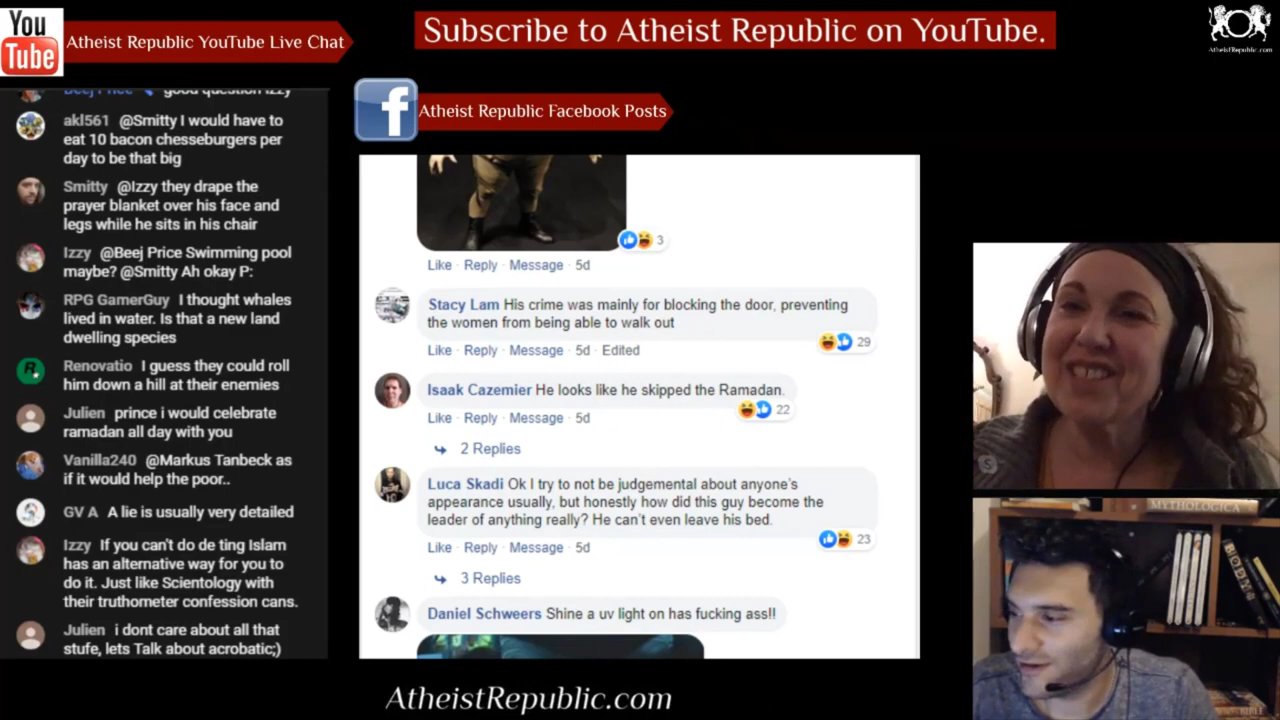 You
Tube
Atheist Republic YouTube Live Chat
Subscribe to Atheist Republic on YouTube.
AtheistRepublic.com
good question Izzy
akl561 @Smitty I would have to
eat 10 bacon chesseburgers per
day to be that big
Smitty @Izzy they drape the
prayer blanket over his face and
legs while he sits in his chair
Izzy @Beej Price Swimming pool
maybe? @Smitty Ah okay P:
RPG GamerGuy I thought whales
lived in water. Is that a new land
dwelling species
Renovatio I guess they could roll
him down a hill at their enemies
Julien prince i would celebrate
ramadan all day with you
Vanilla240 @Markus Tanbeck as
if it would help the poor..
GV A A lie is usually very detailed
Izzy If you can't do de ting Islam
has an alternative way for you to
do it. Just like Scientology with
their truthometer confession cans.
Julien i dont care about all that
stufe, lets Talk about acrobatic;)
f
Atheist Republic Facebook Posts
3
Like · Reply · Message · 5d
Stacy Lam His crime was mainly for blocking the door, preventing
the women from being able to walk out
29
Like · Reply · Message · 5d · Edited
Isaak Cazemier He looks like he skipped the Ramadan.
22
Like · Reply · Message · 5d
2 Replies
Luca Skadi Ok I try to not be judgemental about anyone's
appearance usually, but honestly how did this guy become the
leader of anything really? He can't even leave his bed.
23
Like · Reply · Message · 5d
3 Replies
Daniel Schweers Shine a uv light on has fucking ass!!
MYTHOLOGICA
BIBLE
AtheistRepublic.com